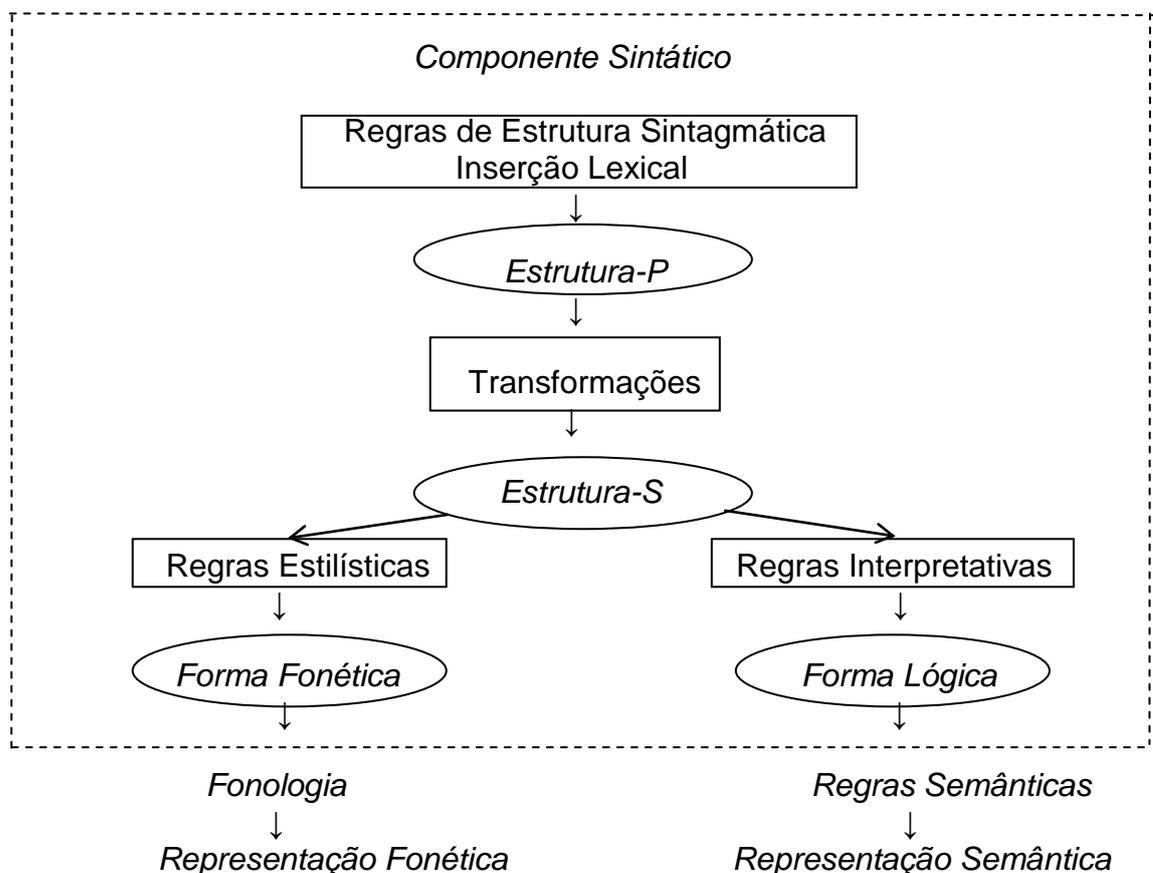 Componente Sintático
Regras de Estrutura Sintagmática
Inserção Lexical
↓
Estrutura-P
↓
Transformações
↓
Estrutura-S
Regras Estilísticas Regras Interpretativas
↓ ↓
Forma Fonética Forma Lógica
↓ ↓
Fonologia Regras Semânticas
↓ ↓
Representação Fonética Representação Semântica